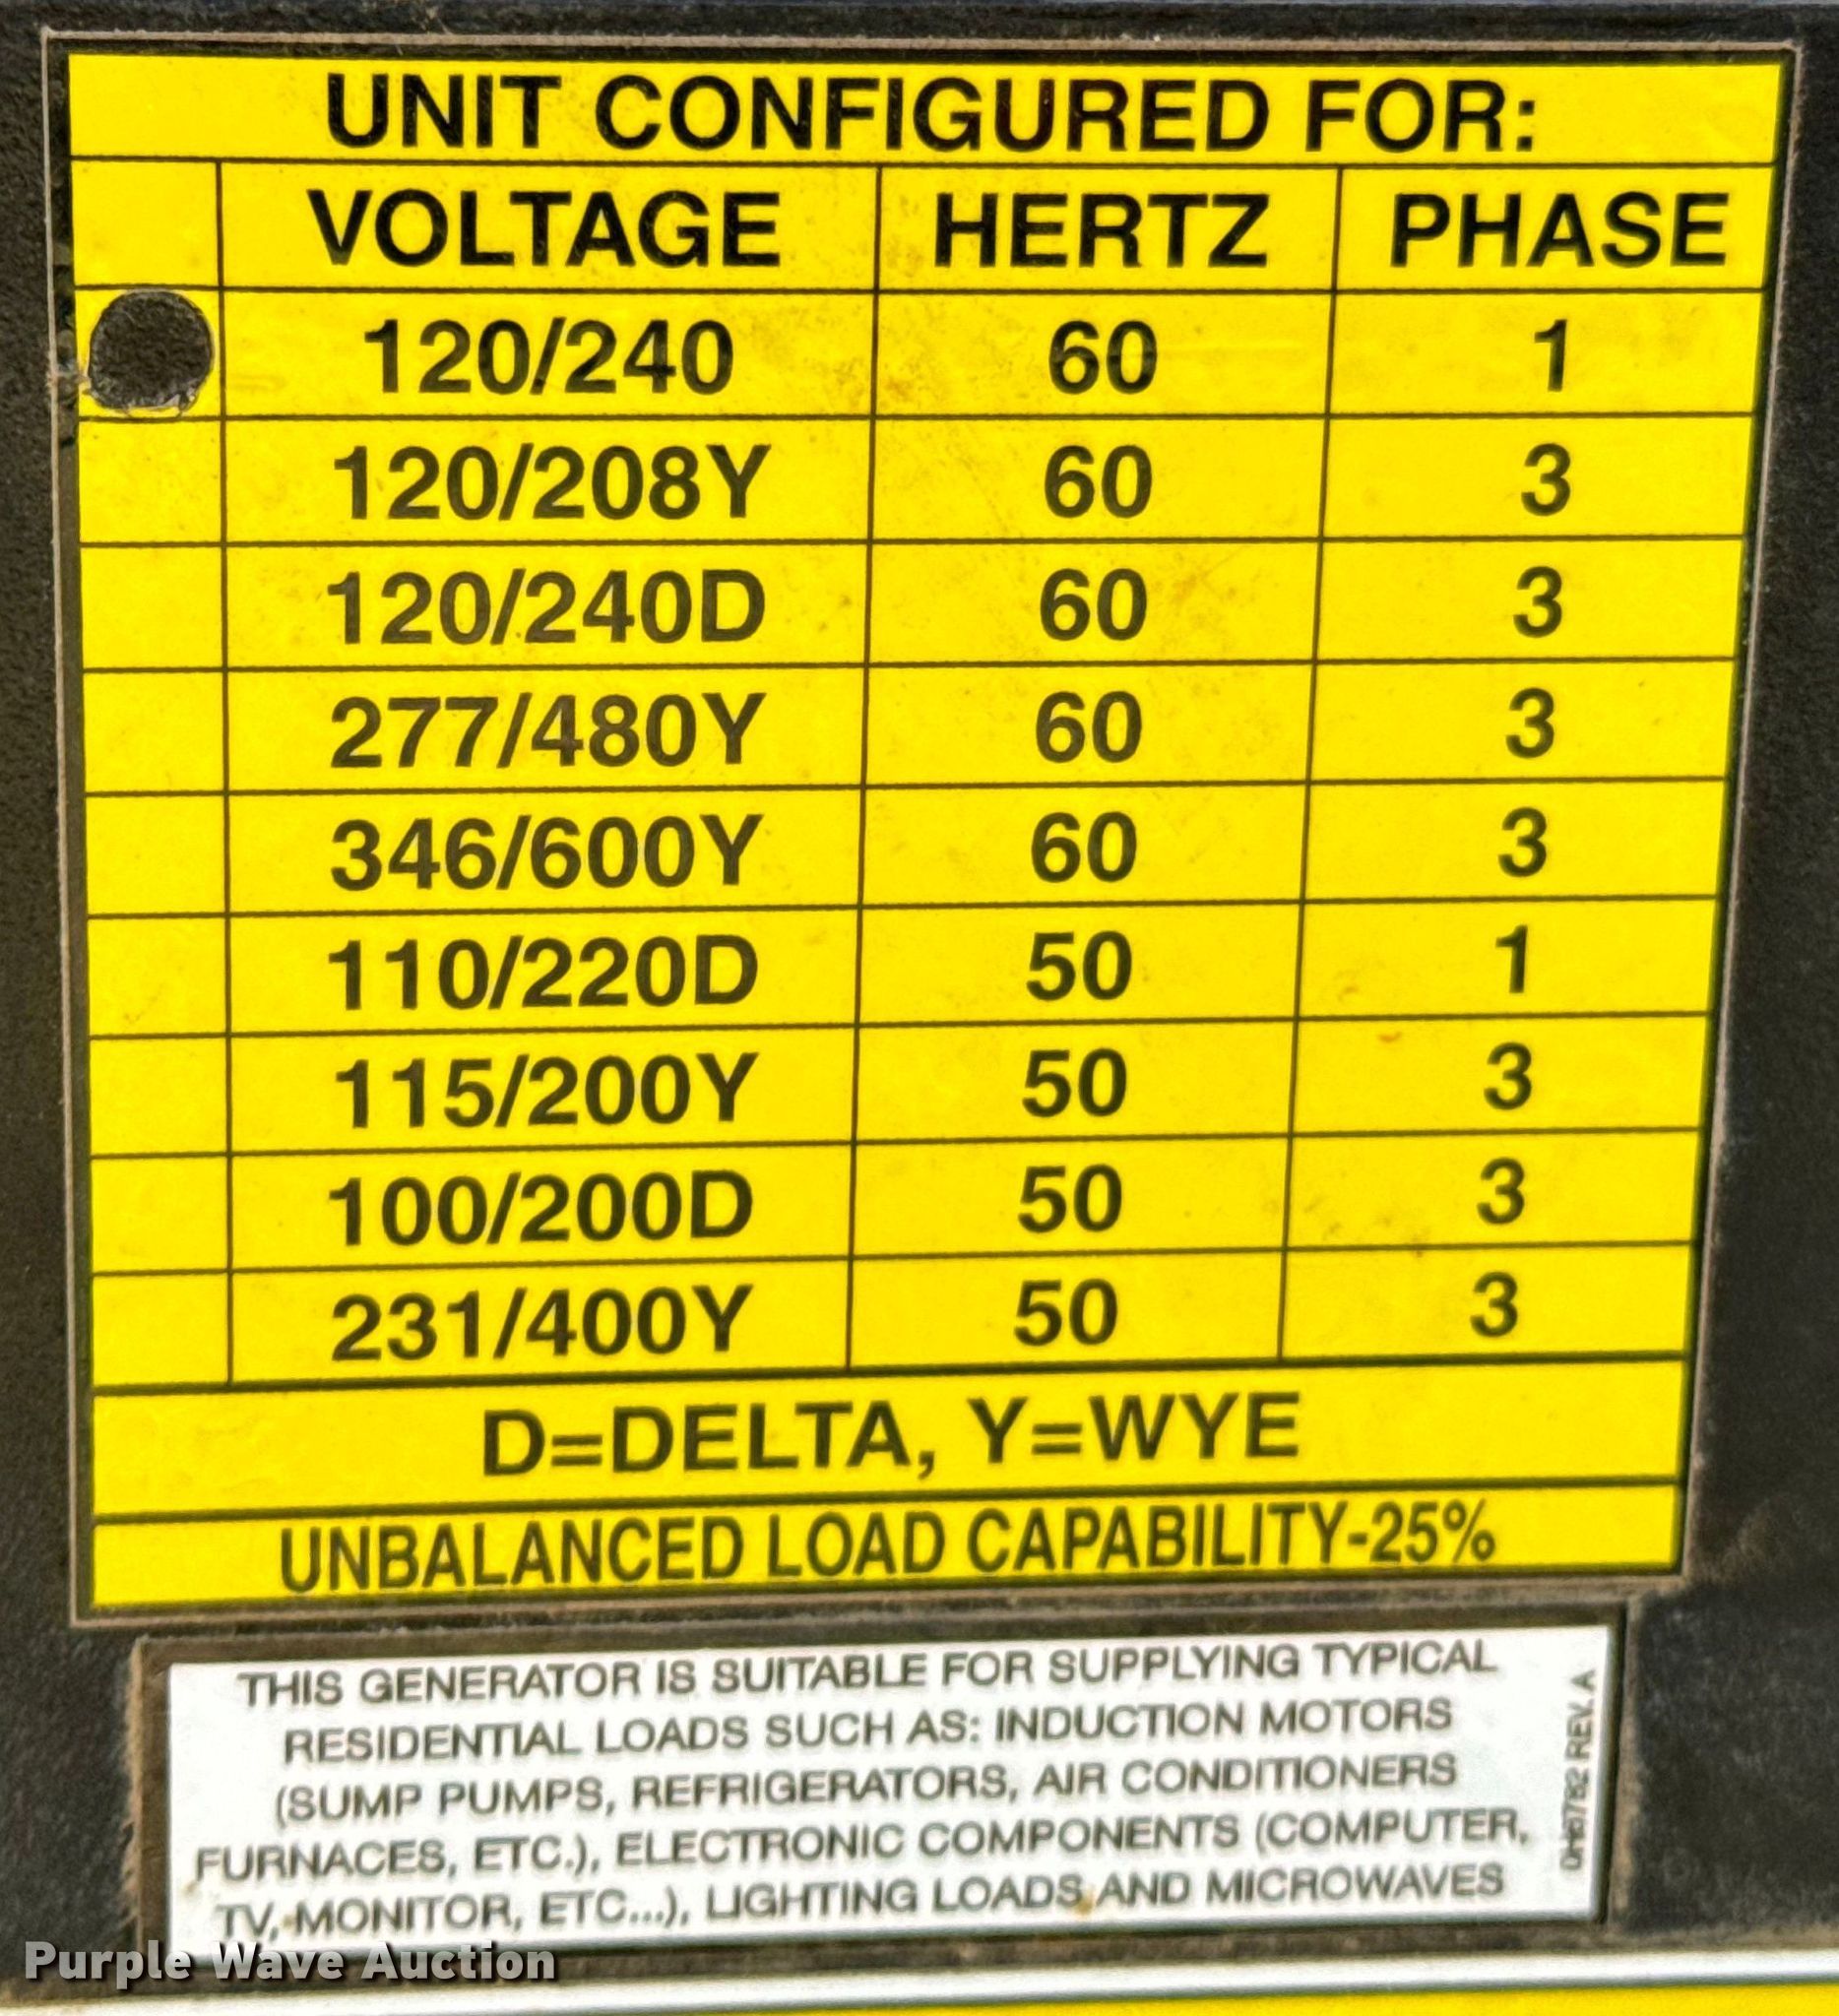 UNIT CONFIGURED FOR:
VOLTAGE HERTZ PHASE
120/240 60 1
120/208Y 60 3
120/240D 60 3
277/480Y 60 3
346/600Y 60 3
110/220D 50 1
115/200Y 50 3
100/200D 50 3
231/400Y 50 3
D=DELTA, Y=WYE
UNBALANCED LOAD CAPABILITY-25%
THIS GENERATOR IS SUITABLE FOR SUPPLYING TYPICAL
RESIDENTIAL LOADS SUCH AS: INDUCTION MOTORS
(SUMP PUMPS, REFRIGERATORS, AIR CONDITIONERS
FURNACES, ETC.), ELECTRONIC COMPONENTS (COMPUTER,
TV, MONITOR, ETC...), LIGHTING LOADS AND MICROWAVES
REV. A
Purple Wave Auction